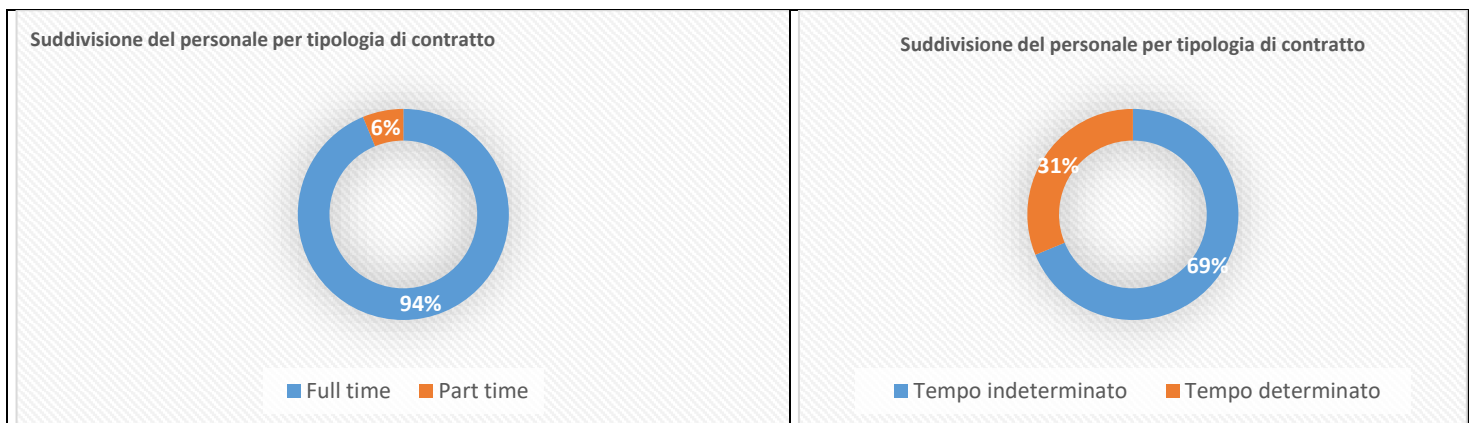 Suddivisione del personale per tipologia di contratto
6%
94%
Full time
Part time
Suddivisione del personale per tipologia di contratto
31%
69%
Tempo indeterminato
Tempo determinato